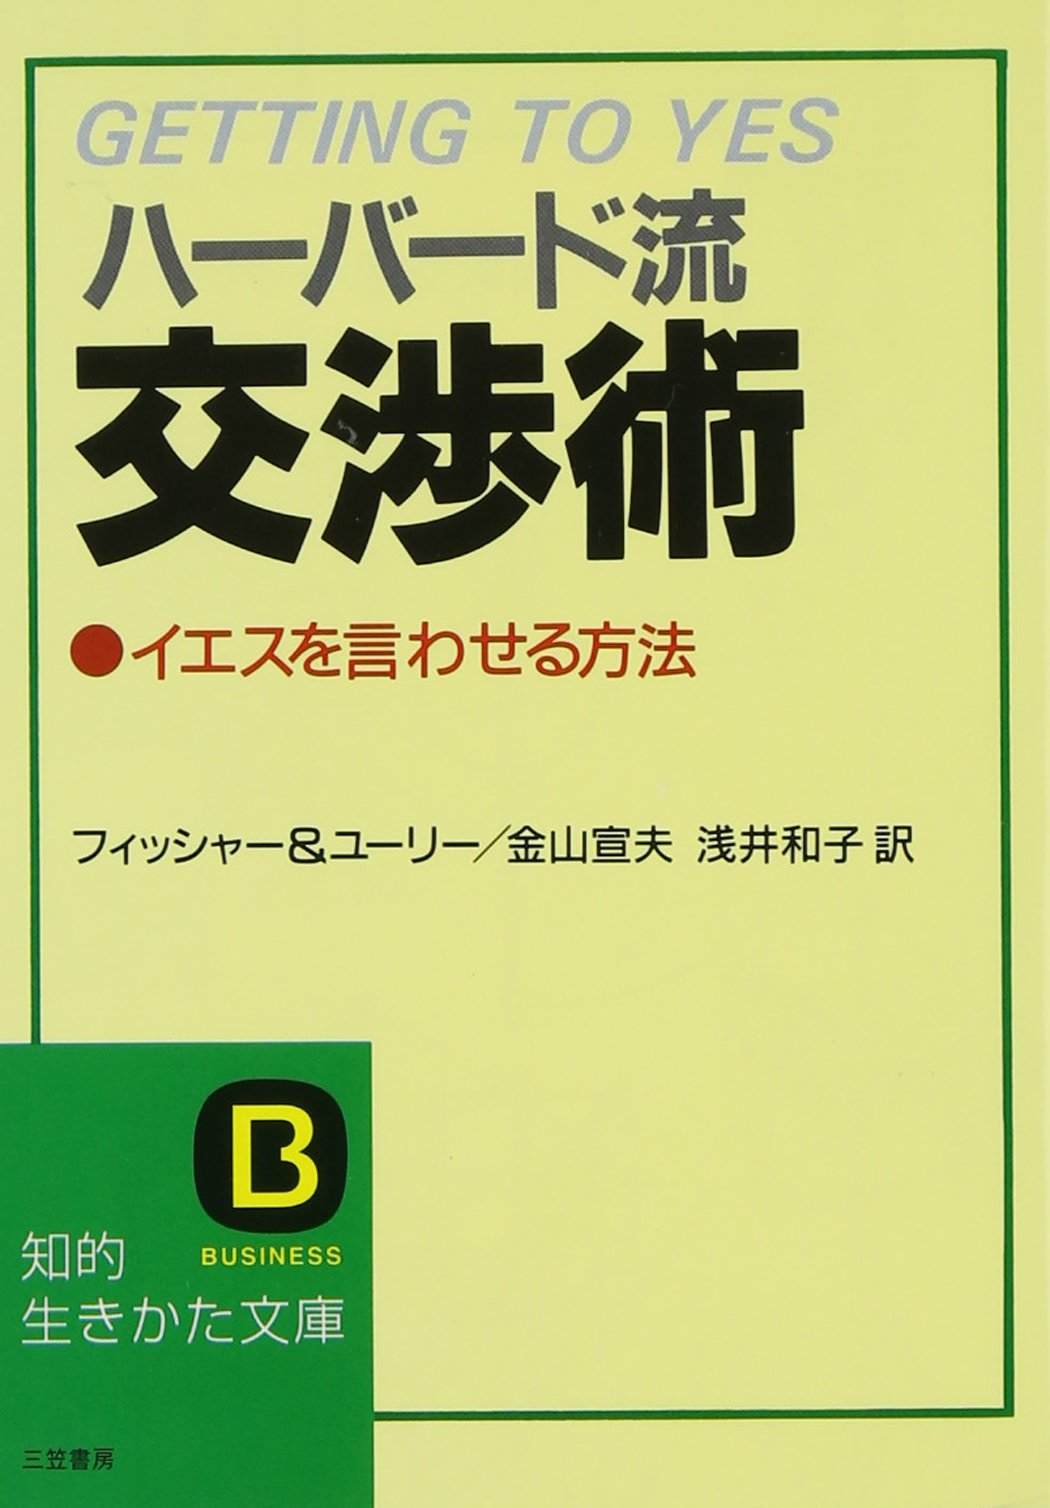 GETTING TO YES
ハーバード流
交渉術
●イエスを言わせる方法
フィッシャー&ユーリー／金山宣夫 浅井和子 訳
B
BUSINESS
知的
生きかた文庫
三笠書房